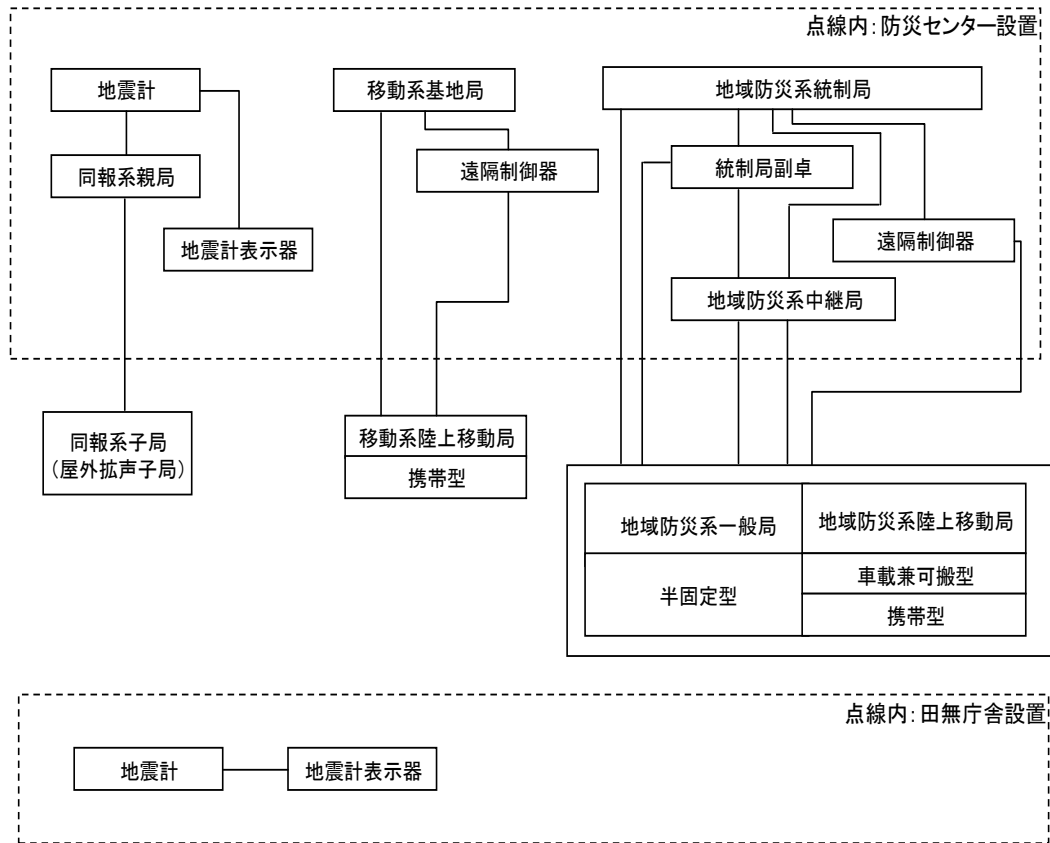 点線内：防災センター設置
地震計
移動系基地局
地域防災系統制局
同報系親局
遠隔制御器
統制局副卓
地震計表示器
遠隔制御器
地域防災系中継局
同報系子局
（屋外拡声子局）
移動系陸上移動局
携帯型
地域防災系一般局
地域防災系陸上移動局
半固定型
車載兼可搬型
携帯型
点線内：田無庁舎設置
地震計
地震計表示器